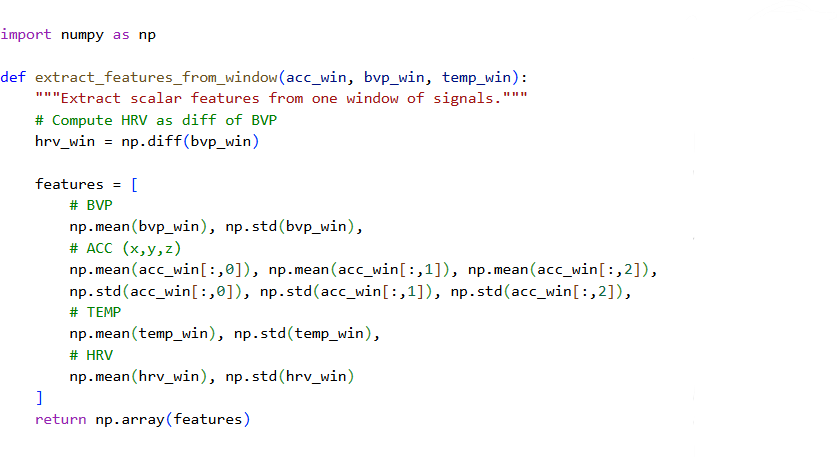 import numpy as np
def extract_features_from_window(acc_win, bvp_win, temp_win):
    """Extract scalar features from one window of signals."""
    # Compute HRV as diff of BVP
    hrv_win = np.diff(bvp_win)
    features = [
        # BVP
        np.mean(bvp_win), np.std(bvp_win),
        # ACC (x,y,z)
        np.mean(acc_win[:,0]), np.mean(acc_win[:,1]), np.mean(acc_win[:,2]),
        np.std(acc_win[:,0]), np.std(acc_win[:,1]), np.std(acc_win[:,2]),
        # TEMP
        np.mean(temp_win), np.std(temp_win),
        # HRV
        np.mean(hrv_win), np.std(hrv_win)
    ]
    return np.array(features)